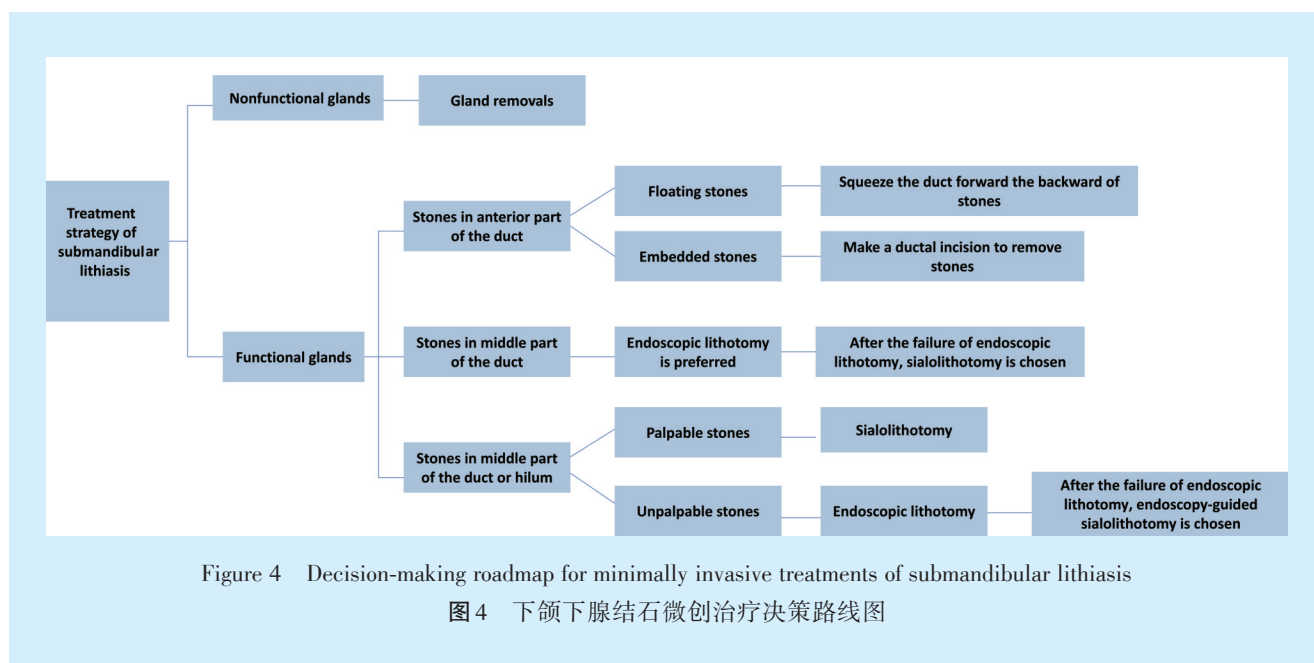 Nonfunctional glands
Gland removals
Treatment
strategy of
submandibular
lithiasis
Floating stones
Squeeze the duct forward the backward of
stones
Stones in anterior part
of the duct
Embedded stones
Make a ductal incision to remove
stones
Functional glands
Stones in middle part
of the duct
Endoscopic lithotomy
is preferred
After the failure of endoscopic
lithotomy, sialolithotomy is chosen
Palpable stones
Sialolithotomy
Stones in middle part
of the duct or hilum
Unpalpable stones
Endoscopic lithotomy
After the failure of endoscopic
lithotomy, endoscopy-guided
sialolithotomy is chosen
Figure 4 Decision-making roadmap for minimally invasive treatments of submandibular lithiasis
图4 下颌下腺结石微创治疗决策路线图